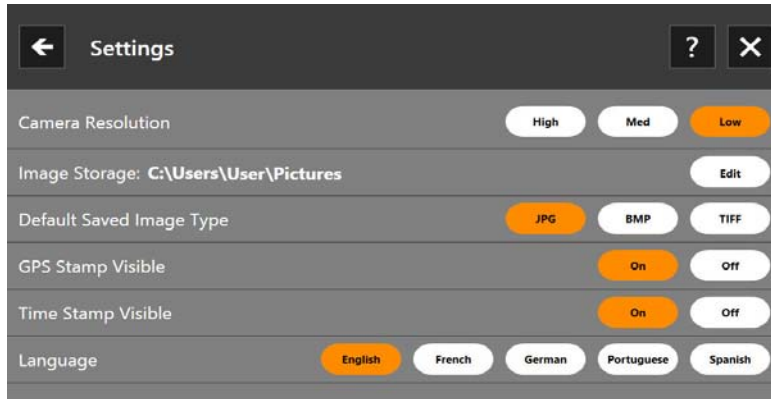 Settings ?
Camera Resolution High Med Low
Image Storage: C:\Users\User\Pictures Edit
Default Saved Image Type JPG BMP TIFF
GPS Stamp Visible On Off
Time Stamp Visible On Off
Language English French German Portuguese Spanish